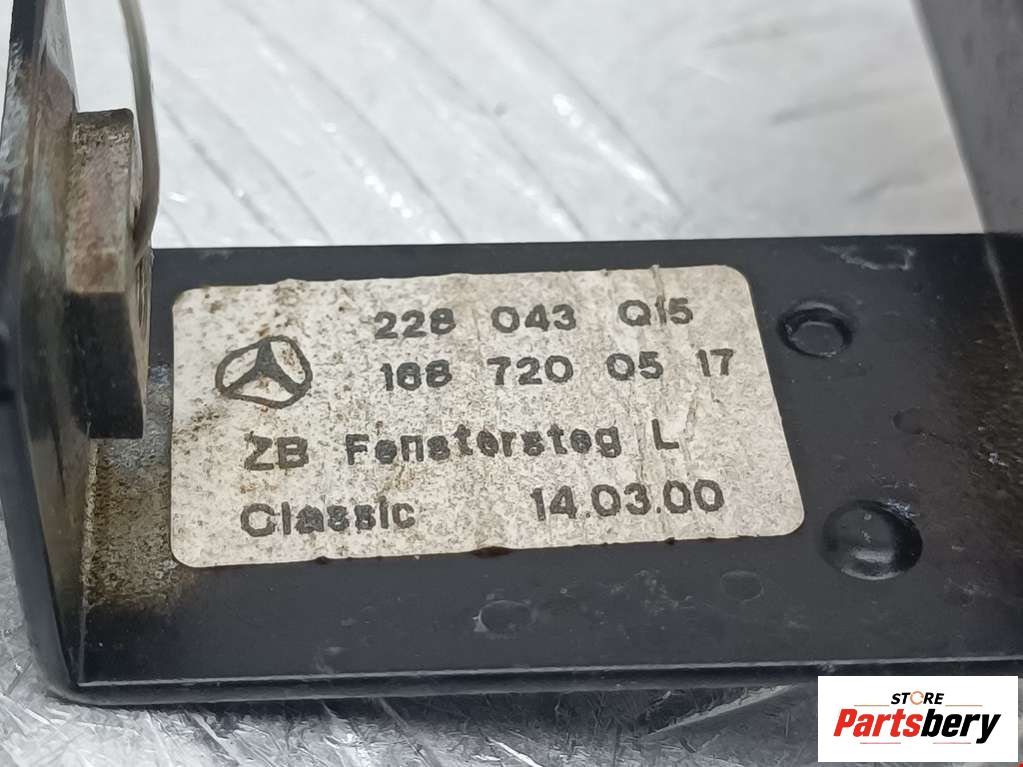 228 043 Q15
168 720 05 17
ZB Fenstersteg L
Classic 14.03.00
STORE
Partsbery